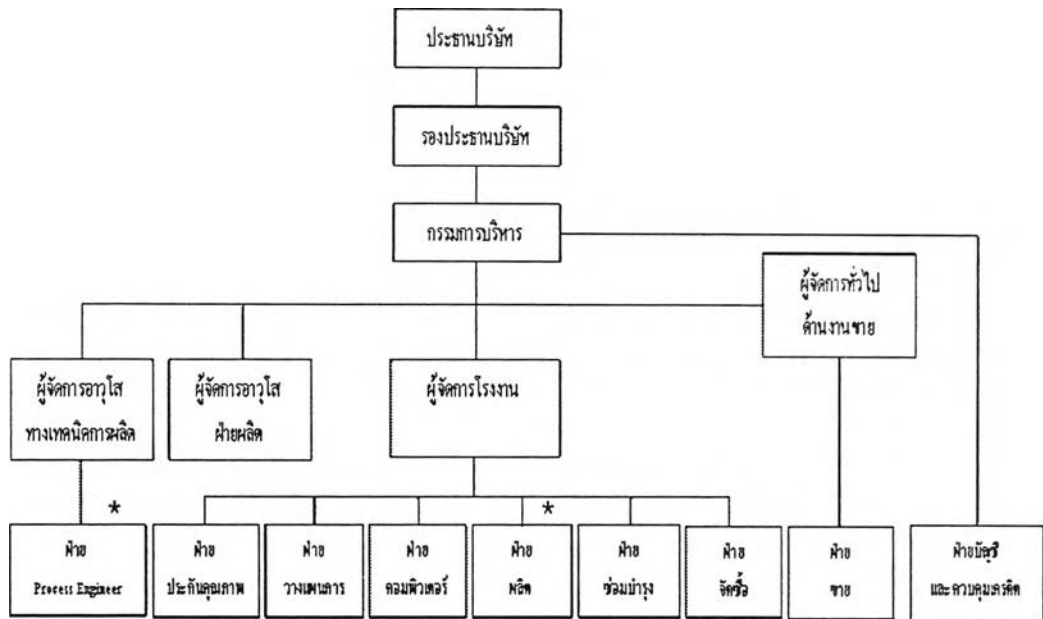 ประธานบริษัท
รองประธานบริษัท
กรรมการบริหาร
ผู้จัดการทั่วไป
ด้านงานขาย
ผู้จัดการอาวุโส
ทางเทคนิคการผลิต
ผู้จัดการอาวุโส
ฝ่ายผลิต
ผู้จัดการโรงงาน
*
*
ฝ่าย
Process Engineer
ฝ่าย
ประกันคุณภาพ
ฝ่าย
วางแผนการ
ฝ่าย
คอมพิวเตอร์
ฝ่าย
ผลิต
ฝ่าย
ซ่อมบำรุง
ฝ่าย
จัดซื้อ
ฝ่าย
ขาย
ฝ่ายบัญชี
และควบคุมเครดิต